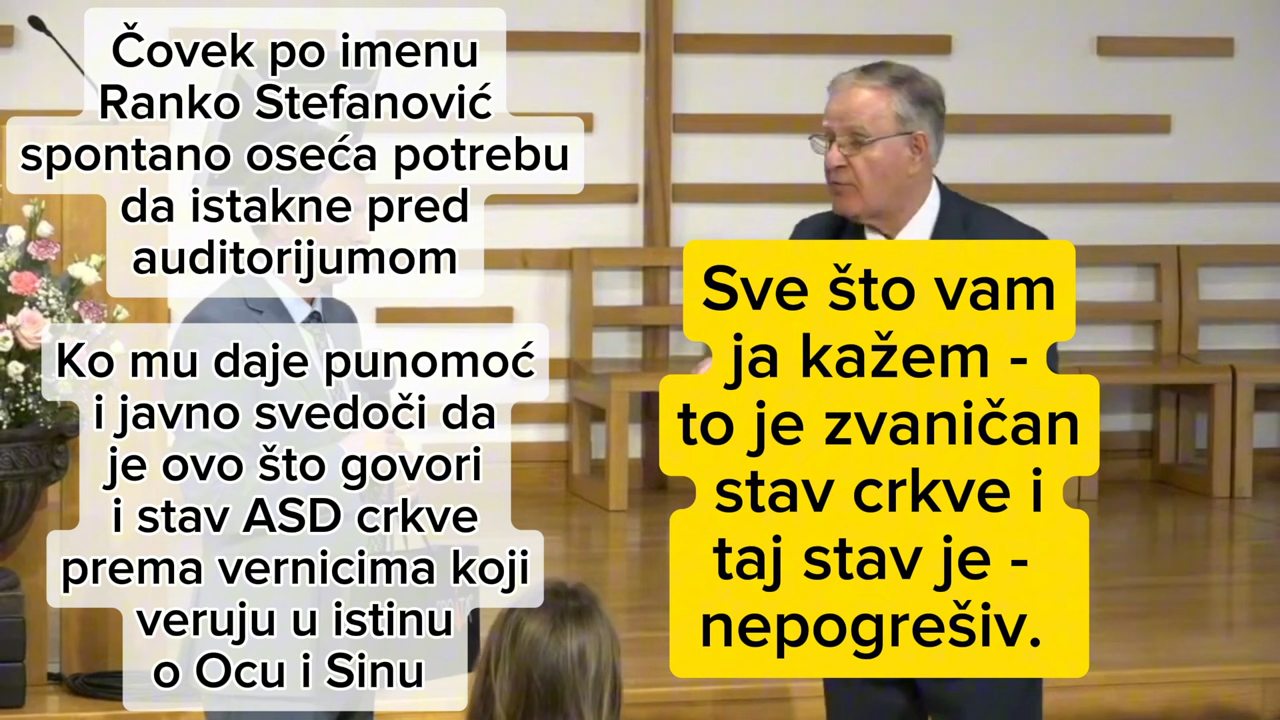 Čovek po imenu
Ranko Stefanović
spontano oseća potrebu
da istakne pred
auditorijumom
Ko mu daje punomoć
i javno svedoči da
je ovo što govori
i stav ASD crkve
prema vernicima koji
veruju u istinu
o Ocu i Sinu
Sve što vam
ja kažem -
to je zvaničan
stav crkve i
taj stav je -
nepogrešiv.